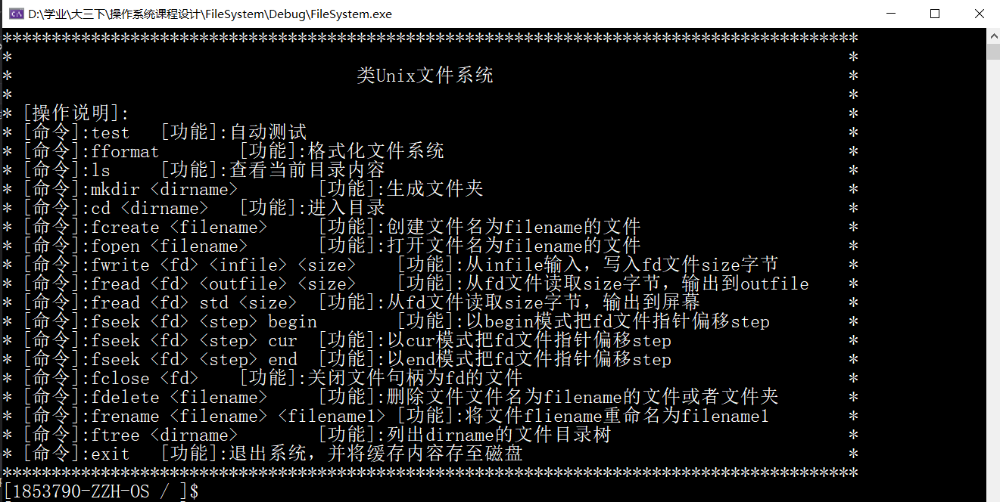 D:\学业\大三下\操作系统课程设计\FileSystem\Debug\FileSystem.exe
***************************************************************************************
* *
* 类Unix文件系统 *
* *
* [操作说明]: *
* [命令]:test [功能]:自动测试 *
* [命令]:fformat [功能]:格式化文件系统 *
* [命令]:ls [功能]:查看当前目录内容 *
* [命令]:mkdir <dirname> [功能]:生成文件夹 *
* [命令]:cd <dirname> [功能]:进入目录 *
* [命令]:fcreate <filename> [功能]:创建文件名为filename的文件 *
* [命令]:fopen <filename> [功能]:打开文件名为filename的文件 *
* [命令]:fwrite <fd> <infile> <size> [功能]:从infile输入，写入fd文件size字节 *
* [命令]:fread <fd> <outfile> <size> [功能]:从fd文件读取size字节，输出到outfile *
* [命令]:fread <fd> std <size> [功能]:从fd文件读取size字节，输出到屏幕 *
* [命令]:fseek <fd> <step> begin [功能]:以begin模式把fd文件指针偏移step *
* [命令]:fseek <fd> <step> cur [功能]:以cur模式把fd文件指针偏移step *
* [命令]:fseek <fd> <step> end [功能]:以end模式把fd文件指针偏移step *
* [命令]:fclose <fd> [功能]:关闭文件句柄为fd的文件 *
* [命令]:fdelete <filename> [功能]:删除文件文件名为filename的文件或者文件夹 *
* [命令]:frename <filename> <filename1> [功能]:将文件fliename重命名为filename1 *
* [命令]:ftree <dirname> [功能]:列出dirname的文件目录树 *
* [命令]:exit [功能]:退出系统，并将缓存内容存至磁盘 *
***************************************************************************************
[1853790-ZZH-OS / ]$